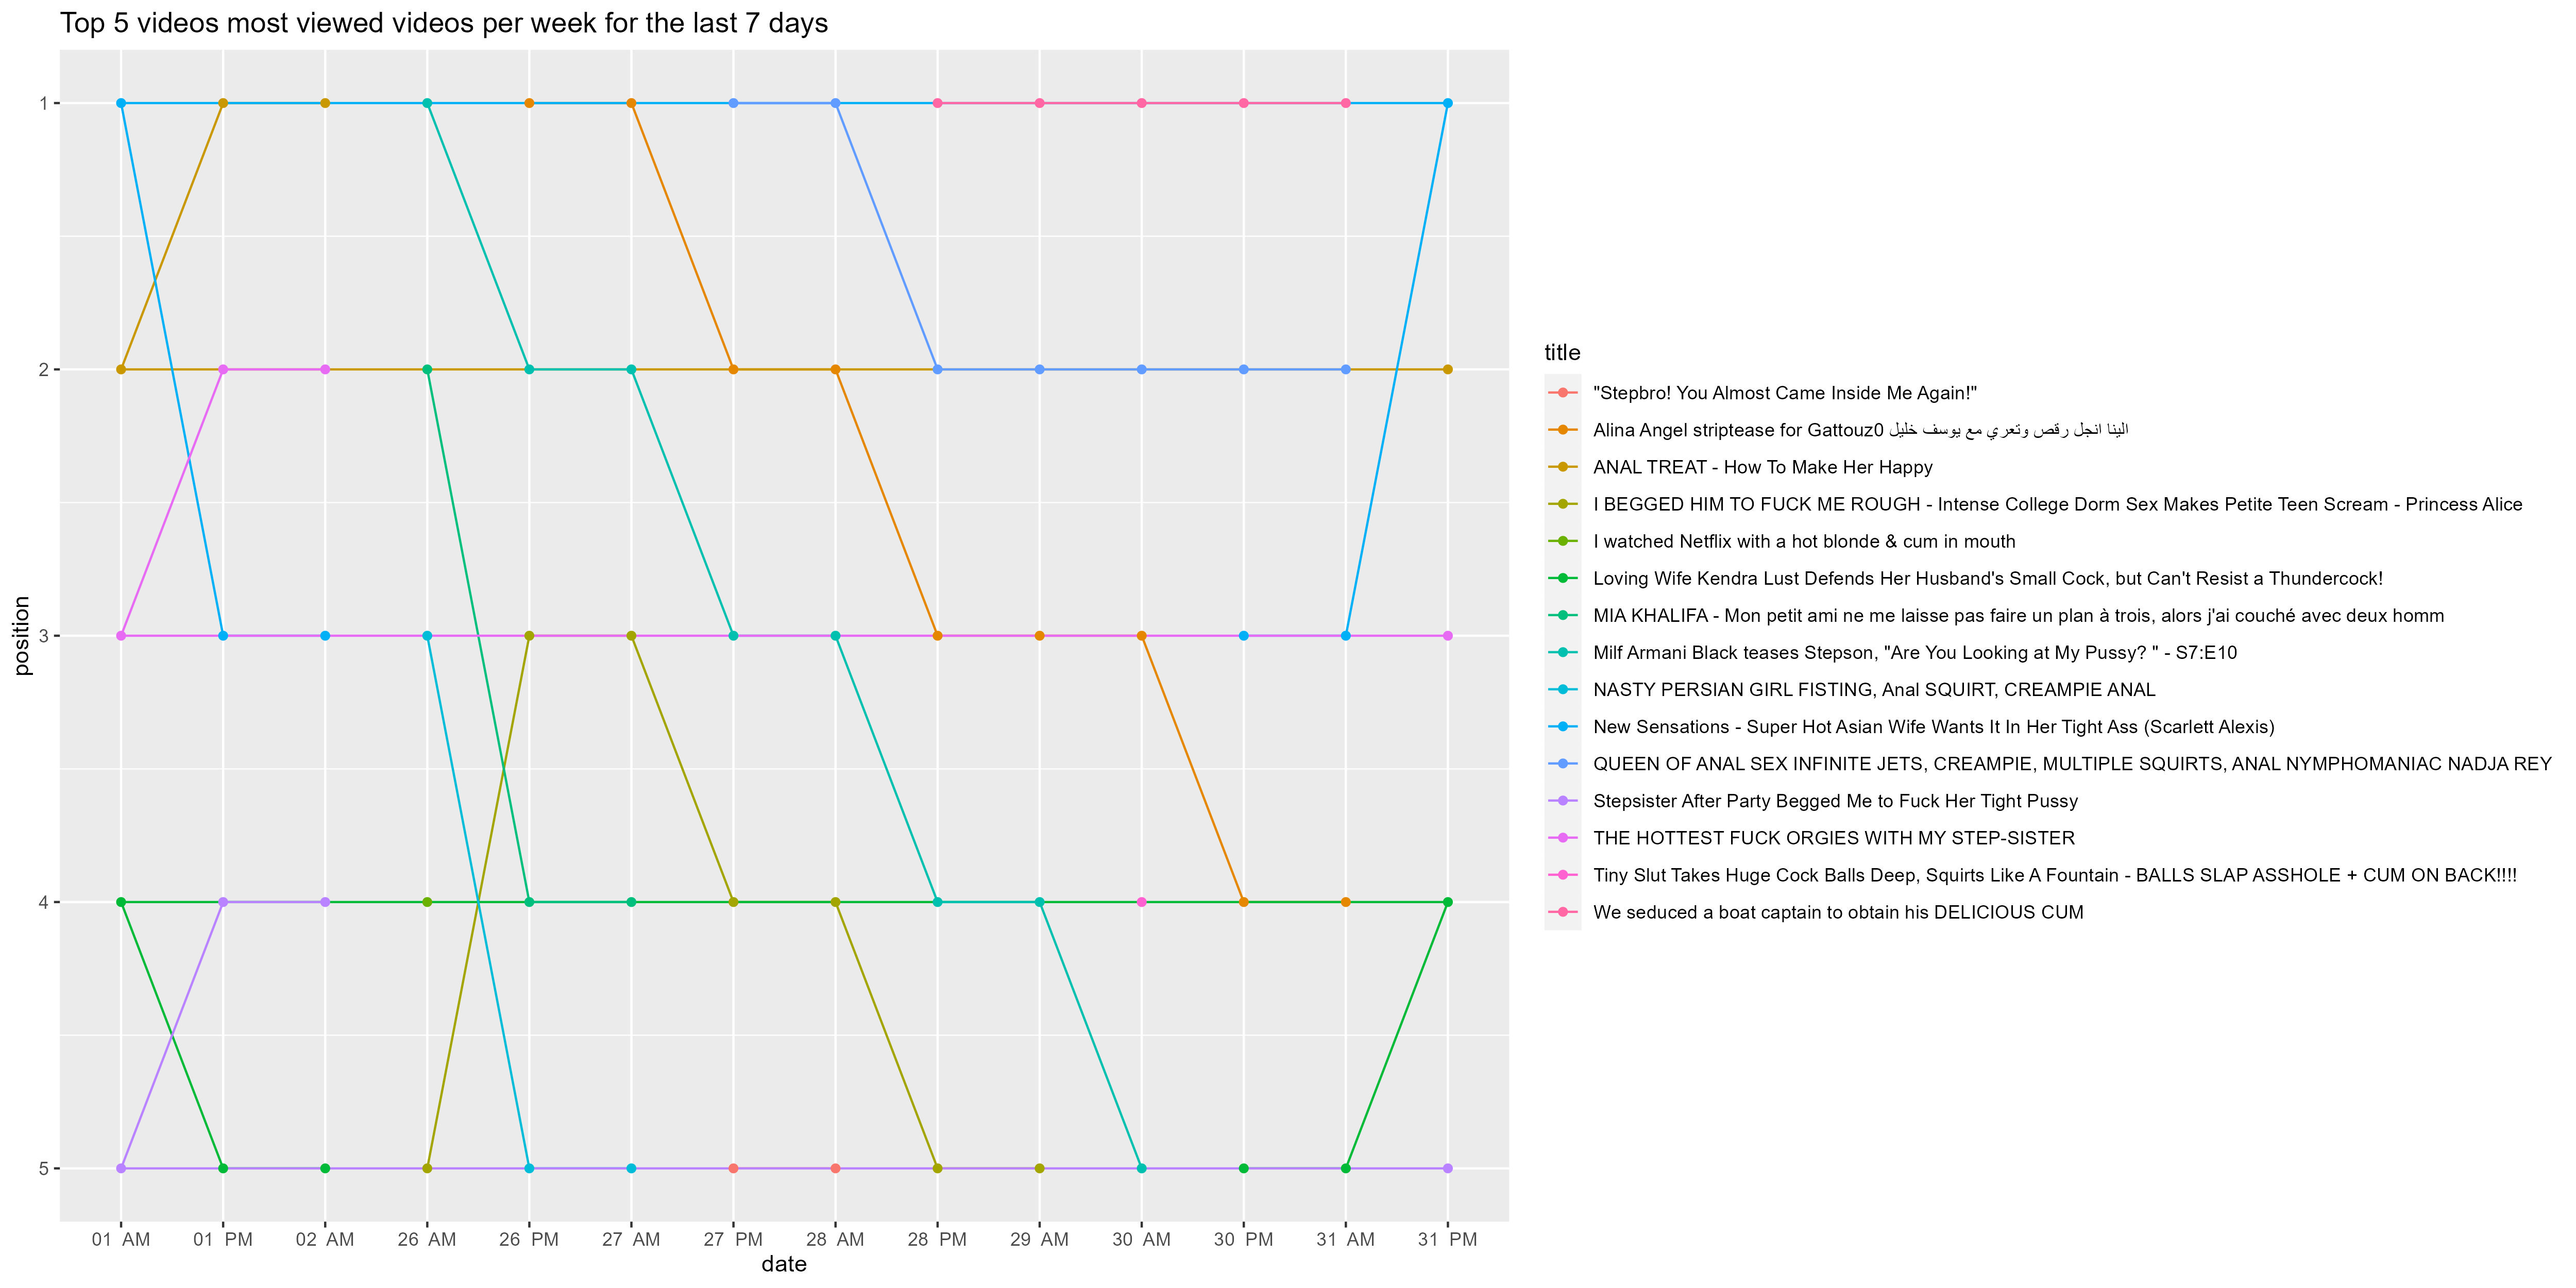 Top 5 videos most viewed videos per week for the last 7 days
position
1
2
3
4
5
01 AM
01 PM
02 AM
26 AM
26 PM
27 AM
27 PM
28 AM
28 PM
29 AM
30 AM
30 PM
31 AM
31 PM
date
title
"Stepbro! You Almost Came Inside Me Again!"
Alina Angel striptease for Gattouz0 الينا انجل رقص وتعري مع يوسف خليل
ANAL TREAT - How To Make Her Happy
I BEGGED HIM TO FUCK ME ROUGH - Intense College Dorm Sex Makes Petite Teen Scream - Princess Alice
I watched Netflix with a hot blonde & cum in mouth
Loving Wife Kendra Lust Defends Her Husband's Small Cock, but Can't Resist a Thundercock!
MIA KHALIFA - Mon petit ami ne me laisse pas faire un plan à trois, alors j'ai couché avec deux homm
Milf Armani Black teases Stepson, "Are You Looking at My Pussy? " - S7:E10
NASTY PERSIAN GIRL FISTING, Anal SQUIRT, CREAMPIE ANAL
New Sensations - Super Hot Asian Wife Wants It In Her Tight Ass (Scarlett Alexis)
QUEEN OF ANAL SEX INFINITE JETS, CREAMPIE, MULTIPLE SQUIRTS, ANAL NYMPHOMANIAC NADJA REY
Stepsister After Party Begged Me to Fuck Her Tight Pussy
THE HOTTEST FUCK ORGIES WITH MY STEP-SISTER
Tiny Slut Takes Huge Cock Balls Deep, Squirts Like A Fountain - BALLS SLAP ASSHOLE + CUM ON BACK!!!!
We seduced a boat captain to obtain his DELICIOUS CUM